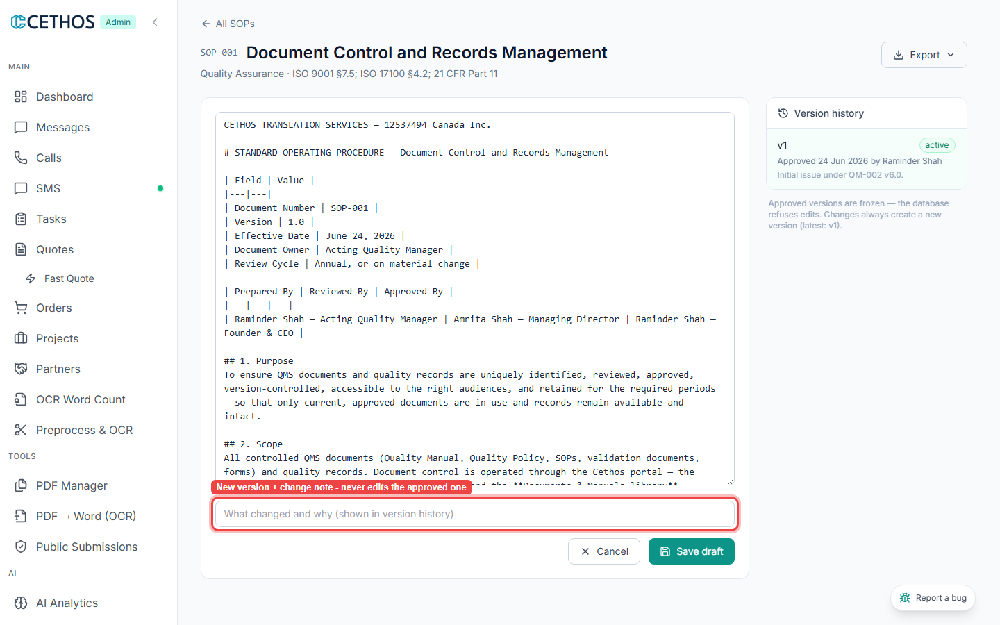 CETHOS Admin
MAIN
Dashboard
Messages
Calls
SMS
Tasks
Quotes
Fast Quote
Orders
Projects
Partners
OCR Word Count
Preprocess & OCR
TOOLS
PDF Manager
PDF → Word (OCR)
Public Submissions
AI
AI Analytics
All SOPs
SOP-001 Document Control and Records Management
Quality Assurance · ISO 9001 §7.5; ISO 17100 §4.2; 21 CFR Part 11
Export
CETHOS TRANSLATION SERVICES — 12537494 Canada Inc.
# STANDARD OPERATING PROCEDURE — Document Control and Records Management
| Field | Value |
|---|---|
| Document Number | SOP-001 |
| Version | 1.0 |
| Effective Date | June 24, 2026 |
| Document Owner | Acting Quality Manager |
| Review Cycle | Annual, or on material change |
| Prepared By | Reviewed By | Approved By |
|---|---|---|
| Raminder Shah — Acting Quality Manager | Amrita Shah — Managing Director | Raminder Shah —
Founder & CEO |
## 1. Purpose
To ensure QMS documents and quality records are uniquely identified, reviewed, approved,
version-controlled, accessible to the right audiences, and retained for the required periods
— so that only current, approved documents are in use and records remain available and
intact.
## 2. Scope
All controlled QMS documents (Quality Manual, Quality Policy, SOPs, validation documents,
forms) and quality records. Document control is operated through the Cethos portal — the
and the **Documents & Manuals library**
New version + change note - never edits the approved one
What changed and why (shown in version history)
Cancel
Save draft
Version history
v1
active
Approved 24 Jun 2026 by Raminder Shah
Initial issue under QM-002 v6.0.
Approved versions are frozen — the database
refuses edits. Changes always create a new
version (latest: v1).
Report a bug